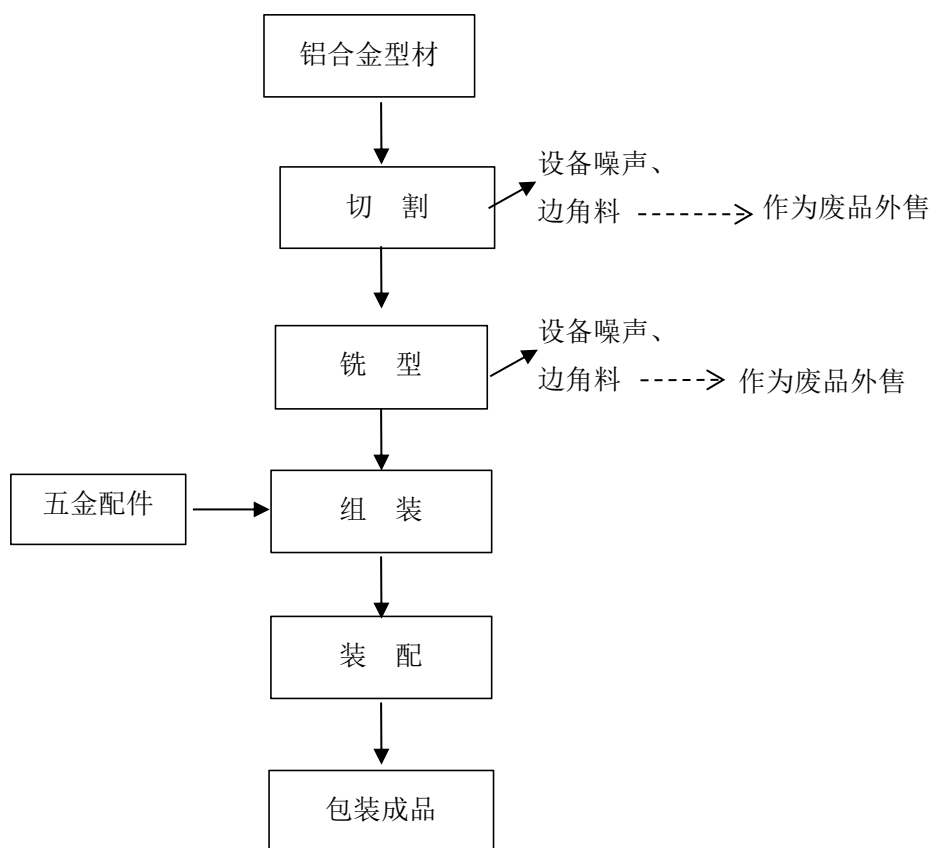 铝合金型材
设备噪声、
切 割
边角料
作为废品外售
设备噪声、
铣 型
边角料
作为废品外售
五金配件
组 装
装 配
包装成品